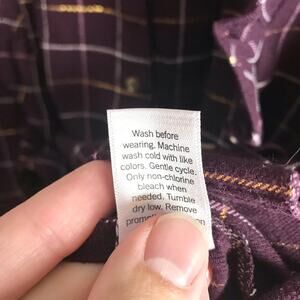 Wash before
wearing. Machine
wash cold with like
colors. Gentle cycle.
Only non-chlorine
bleach when
needed. Tumble
dry low. Remove